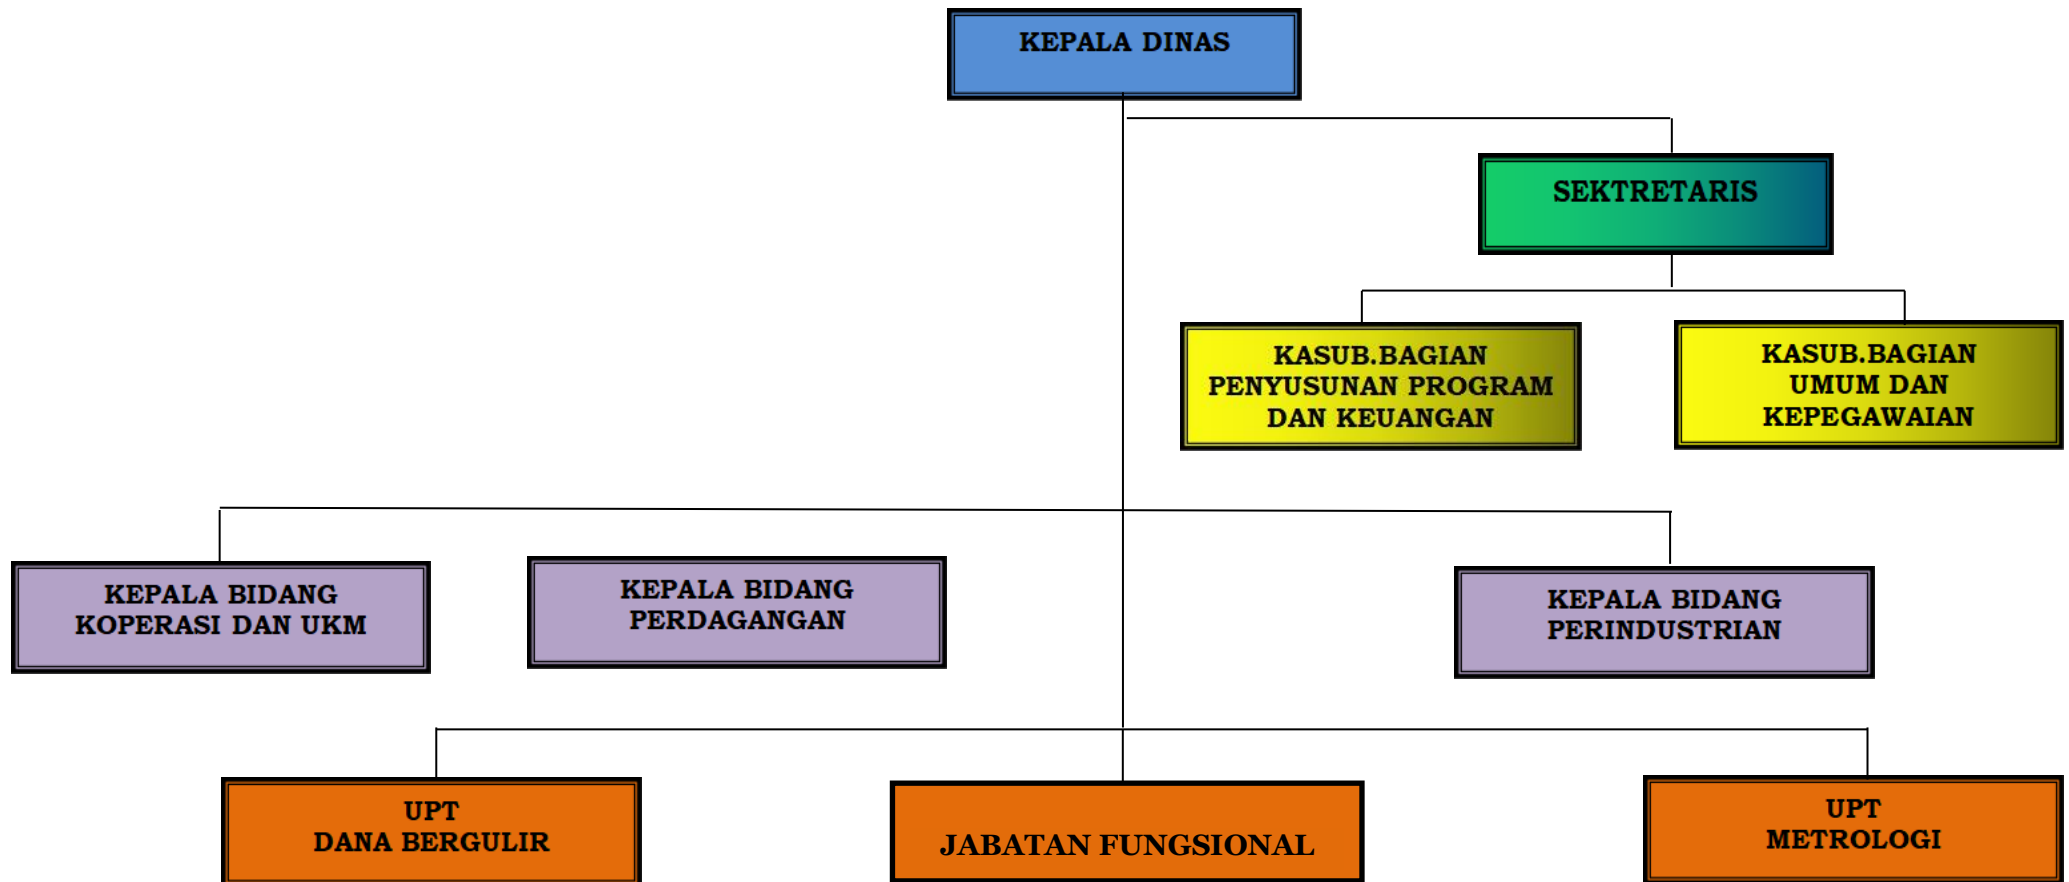 KEPALA DINAS
SEKTRETARIS
KASUB.BAGIAN
PENYUSUNAN PROGRAM
DAN KEUANGAN
KASUB.BAGIAN
UMUM DAN
KEPEGAWAIAN
KEPALA BIDANG
KOPERASI DAN UKM
KEPALA BIDANG
PERDAGANGAN
KEPALA BIDANG
PERINDUSTRIAN
UPT
DANA BERGULIR
JABATAN FUNGSIONAL
UPT
METROLOGI